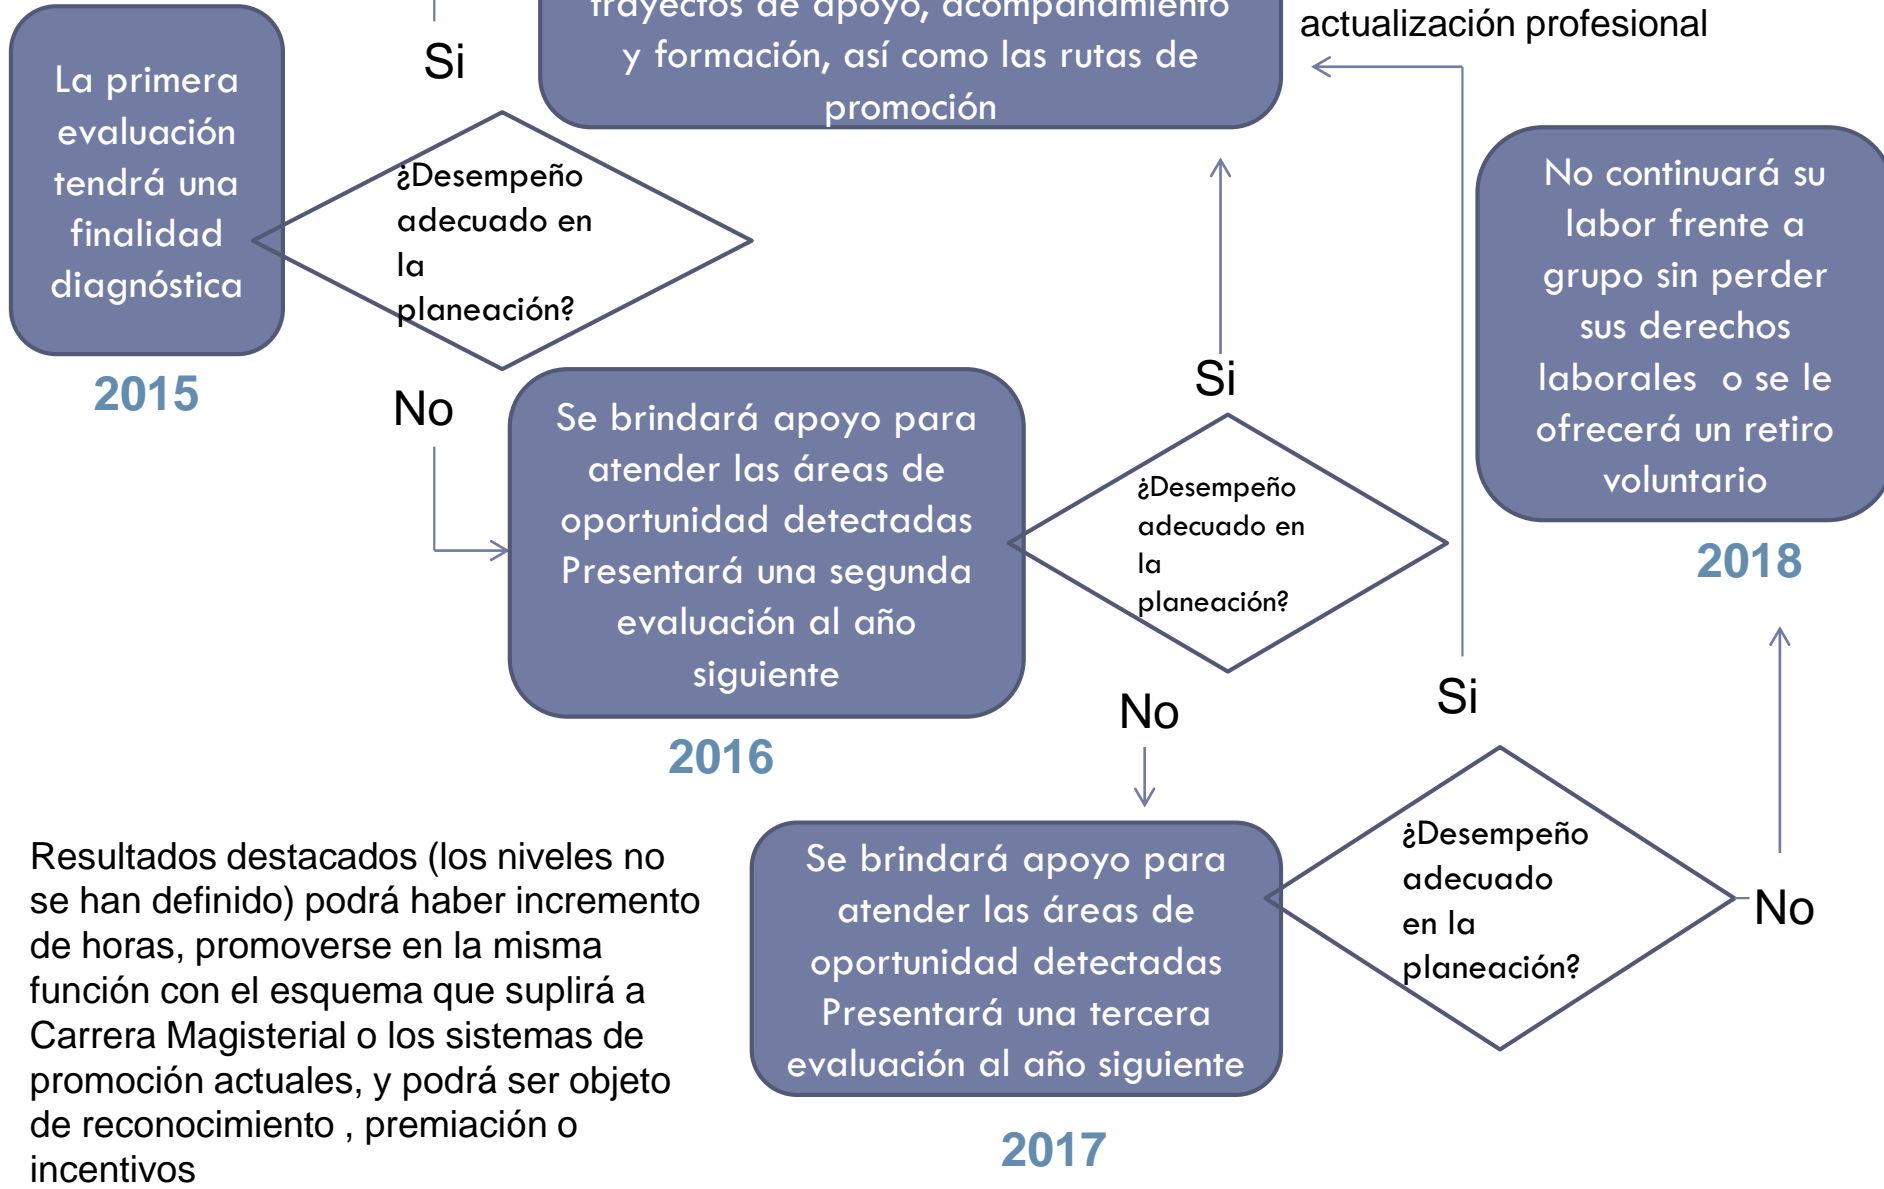 trayectos de apoyo, acompañamiento
y formación, así como las rutas de
promoción
actualización profesional
Si
La primera
evaluación
tendrá una
finalidad
diagnóstica
2015
¿Desempeño
adecuado en
la
planeación?
No
Se brindará apoyo para
atender las áreas de
oportunidad detectadas
Presentará una segunda
evaluación al año
siguiente
2016
Si
¿Desempeño
adecuado en
la
planeación?
No
No continuará su
labor frente a
grupo sin perder
sus derechos
laborales o se le
ofrecerá un retiro
voluntario
2018
Si
Se brindará apoyo para
atender las áreas de
oportunidad detectadas
Presentará una tercera
evaluación al año siguiente
2017
¿Desempeño
adecuado
en la
planeación?
No
Resultados destacados (los niveles no
se han definido) podrá haber incremento
de horas, promoverse en la misma
función con el esquema que suplirá a
Carrera Magisterial o los sistemas de
promoción actuales, y podrá ser objeto
de reconocimiento , premiación o
incentivos